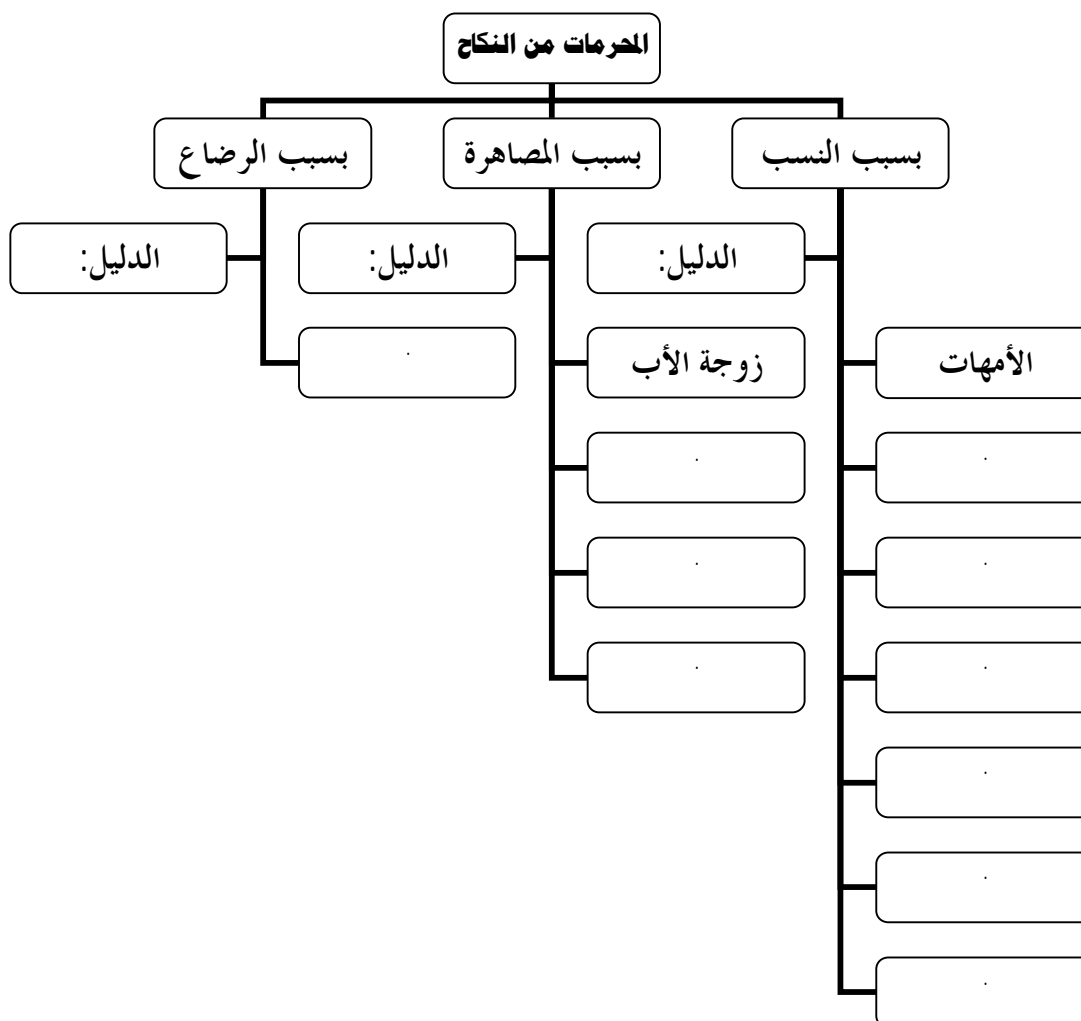 المحرمات من النكاح
بسبب النسب
بسبب المصاهرة
بسبب الرضاع
الدليل:
الدليل:
الدليل:
الأمهات
زوجة الأب
.
.
.
.
.
.
.
.
.
.